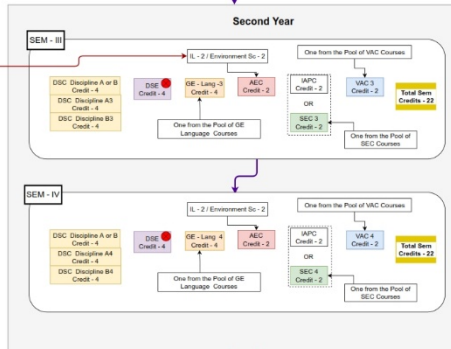 Second Year
SEM - III
IL - 2 / Environment Sc - 2
One from the Pool of VAC Courses
DSC Discipline A or B
Credit - 4
DSC Discipline A3
Credit - 4
DSC Discipline B3
Credit - 4
DSE
Credit - 4
GE - Lang -3
Credit - 4
AEC
Credit - 2
IAPC
Credit - 2
OR
SEC 3
Credit - 2
VAC 3
Credit - 2
Total Sem
Credits - 22
One from the Pool of GE
Language Courses
One from the Pool of
SEC Courses
SEM - IV
IL - 2 / Environment Sc - 2
One from the Pool of VAC Courses
DSC Discipline A or B
Credit - 4
DSC Discipline A4
Credit - 4
DSC Discipline B4
Credit - 4
DSE
Credit - 4
GE - Lang 4
Credit - 4
AEC
Credit - 2
IAPC
Credit - 2
OR
SEC 4
Credit - 2
VAC 4
Credit - 2
Total Sem
Credits - 22
One from the Pool of GE
Language Courses
One from the Pool of
SEC Courses